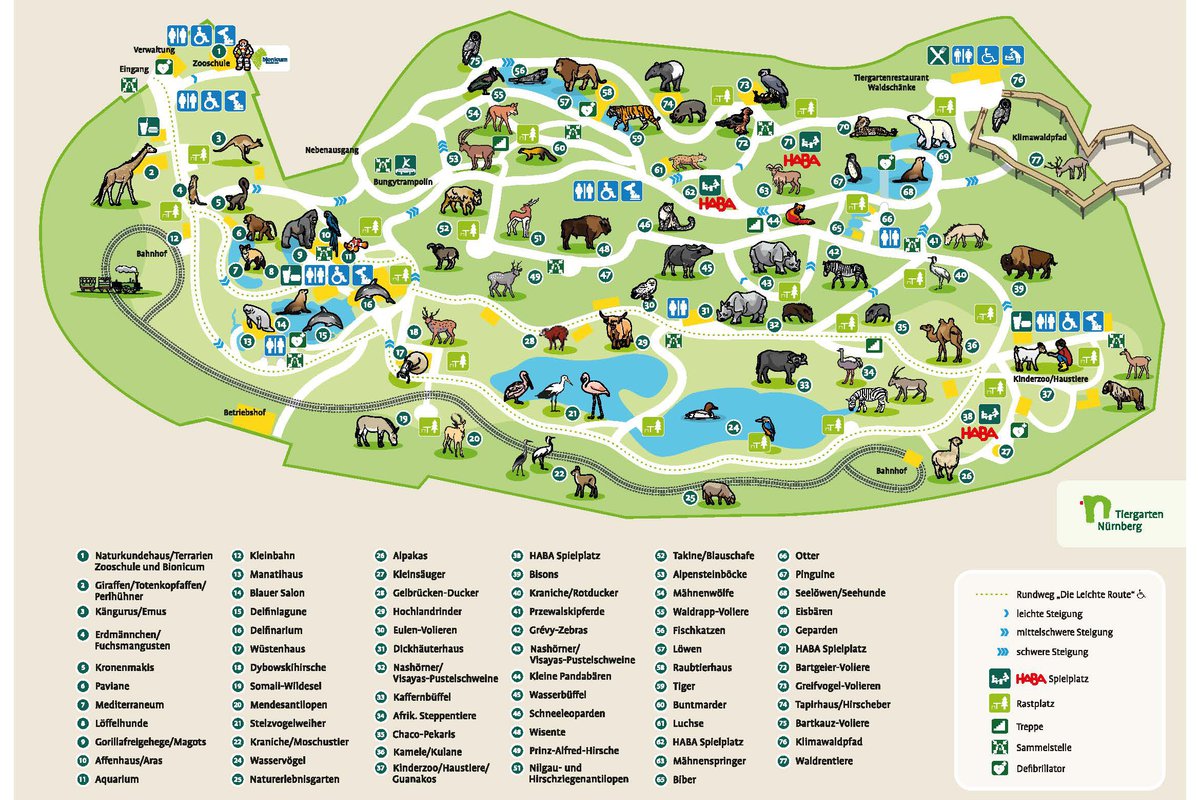 Verwaltung
Eingang
1
Zooschule
bionicum
Nebenausgang
Bungytrampolin
Tiergartenrestaurant
Waldschänke
Klimawaldpfad
HABA
HABA
Bahnhof
Betriebshof
Kinderzoo/Haustiere
HABA
Bahnhof
Tiergarten
Nürnberg
1 Naturkundehaus/Terrarien
Zooschule und Bionicum
2 Giraffen/Totenkopfaffen/
Perlhühner
3 Kängurus/Emus
4 Erdmännchen/
Fuchsmangusten
5 Kronenmakis
6 Paviane
7 Mediterraneum
8 Löffelhunde
9 Gorillafreigehege/Magots
10 Affenhaus/Aras
11 Aquarium
12 Kleinbahn
13 Manatihaus
14 Blauer Salon
15 Delfinlagune
16 Delfinarium
17 Wüstenhaus
18 Dybowskihirsche
19 Somali-Wildesel
20 Mendesantilopen
21 Stelzvogelweiher
22 Kraniche/Moschustier
24 Wasservögel
25 Naturerlebnisgarten
26 Alpakas
27 Kleinsäuger
28 Gelbrücken-Ducker
29 Hochlandrinder
30 Eulen-Volieren
31 Dickhäuterhaus
32 Nashörner/
Visayas-Pustelschweine
33 Kaffernbüffel
34 Afrik. Steppentiere
35 Chaco-Pekaris
36 Kamele/Kulane
37 Kinderzoo/Haustiere/
Guanakos
38 HABA Spielplatz
39 Bisons
40 Kraniche/Rotducker
41 Przewalskipferde
42 Grévy-Zebras
43 Nashörner/
Visayas-Pustelschweine
44 Kleine Pandabären
45 Wasserbüffel
46 Schneeleoparden
48 Wisente
49 Prinz-Alfred-Hirsche
51 Nilgau- und
Hirschziegenantilopen
52 Takine/Blauschafe
53 Alpensteinböcke
54 Mähnenwölfe
55 Waldrapp-Voliere
56 Fischkatzen
57 Löwen
58 Raubtierhaus
59 Tiger
60 Buntmarder
61 Luchse
62 HABA Spielplatz
63 Mähnenspringer
65 Biber
66 Otter
67 Pinguine
68 Seelöwen/Seehunde
69 Eisbären
70 Geparden
71 HABA Spielplatz
72 Bartgeier-Voliere
73 Greifvogel-Volieren
74 Tapirhaus/Hirscheber
75 Bartkauz-Voliere
76 Klimawaldpfad
77 Waldrentiere
Rundweg „Die Leichte Route“
leichte Steigung
mittelschwere Steigung
schwere Steigung
HABA Spielplatz
Rastplatz
Treppe
Sammelstelle
Defibrillator